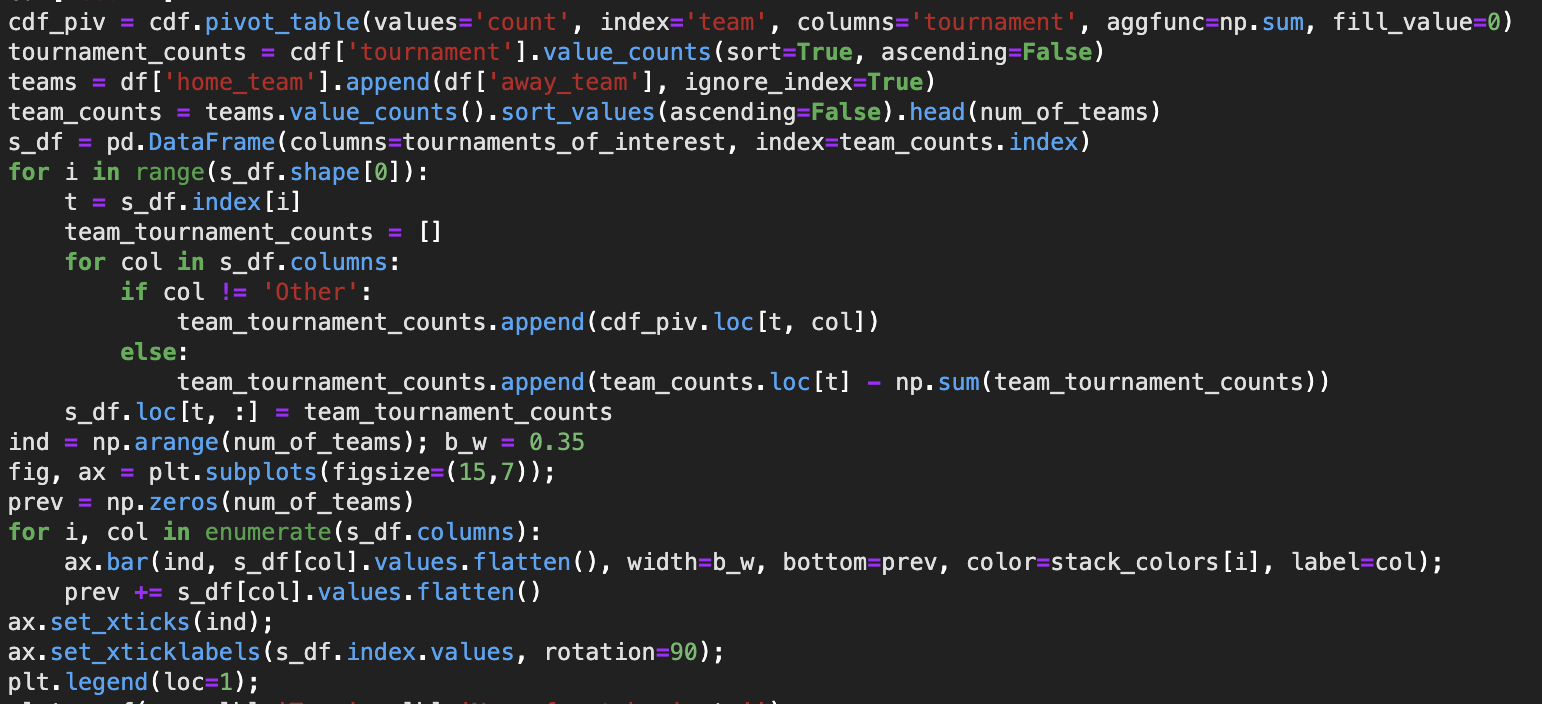 cdf_piv = cdf.pivot_table(values='count', index='team', columns='tournament', aggfunc=np.sum, fill_value=0)
tournament_counts = cdf['tournament'].value_counts(sort=True, ascending=False)
teams = df['home_team'].append(df['away_team'], ignore_index=True)
team_counts = teams.value_counts().sort_values(ascending=False).head(num_of_teams)
s_df = pd.DataFrame(columns=tournaments_of_interest, index=team_counts.index)
for i in range(s_df.shape[0]):
    t = s_df.index[i]
    team_tournament_counts = []
    for col in s_df.columns:
        if col != 'Other':
            team_tournament_counts.append(cdf_piv.loc[t, col])
        else:
            team_tournament_counts.append(team_counts.loc[t] - np.sum(team_tournament_counts))
    s_df.loc[t, :] = team_tournament_counts
ind = np.arange(num_of_teams); b_w = 0.35
fig, ax = plt.subplots(figsize=(15,7));
prev = np.zeros(num_of_teams)
for i, col in enumerate(s_df.columns):
    ax.bar(ind, s_df[col].values.flatten(), width=b_w, bottom=prev, color=stack_colors[i], label=col);
    prev += s_df[col].values.flatten()
ax.set_xticks(ind);
ax.set_xticklabels(s_df.index.values, rotation=90);
plt.legend(loc=1);